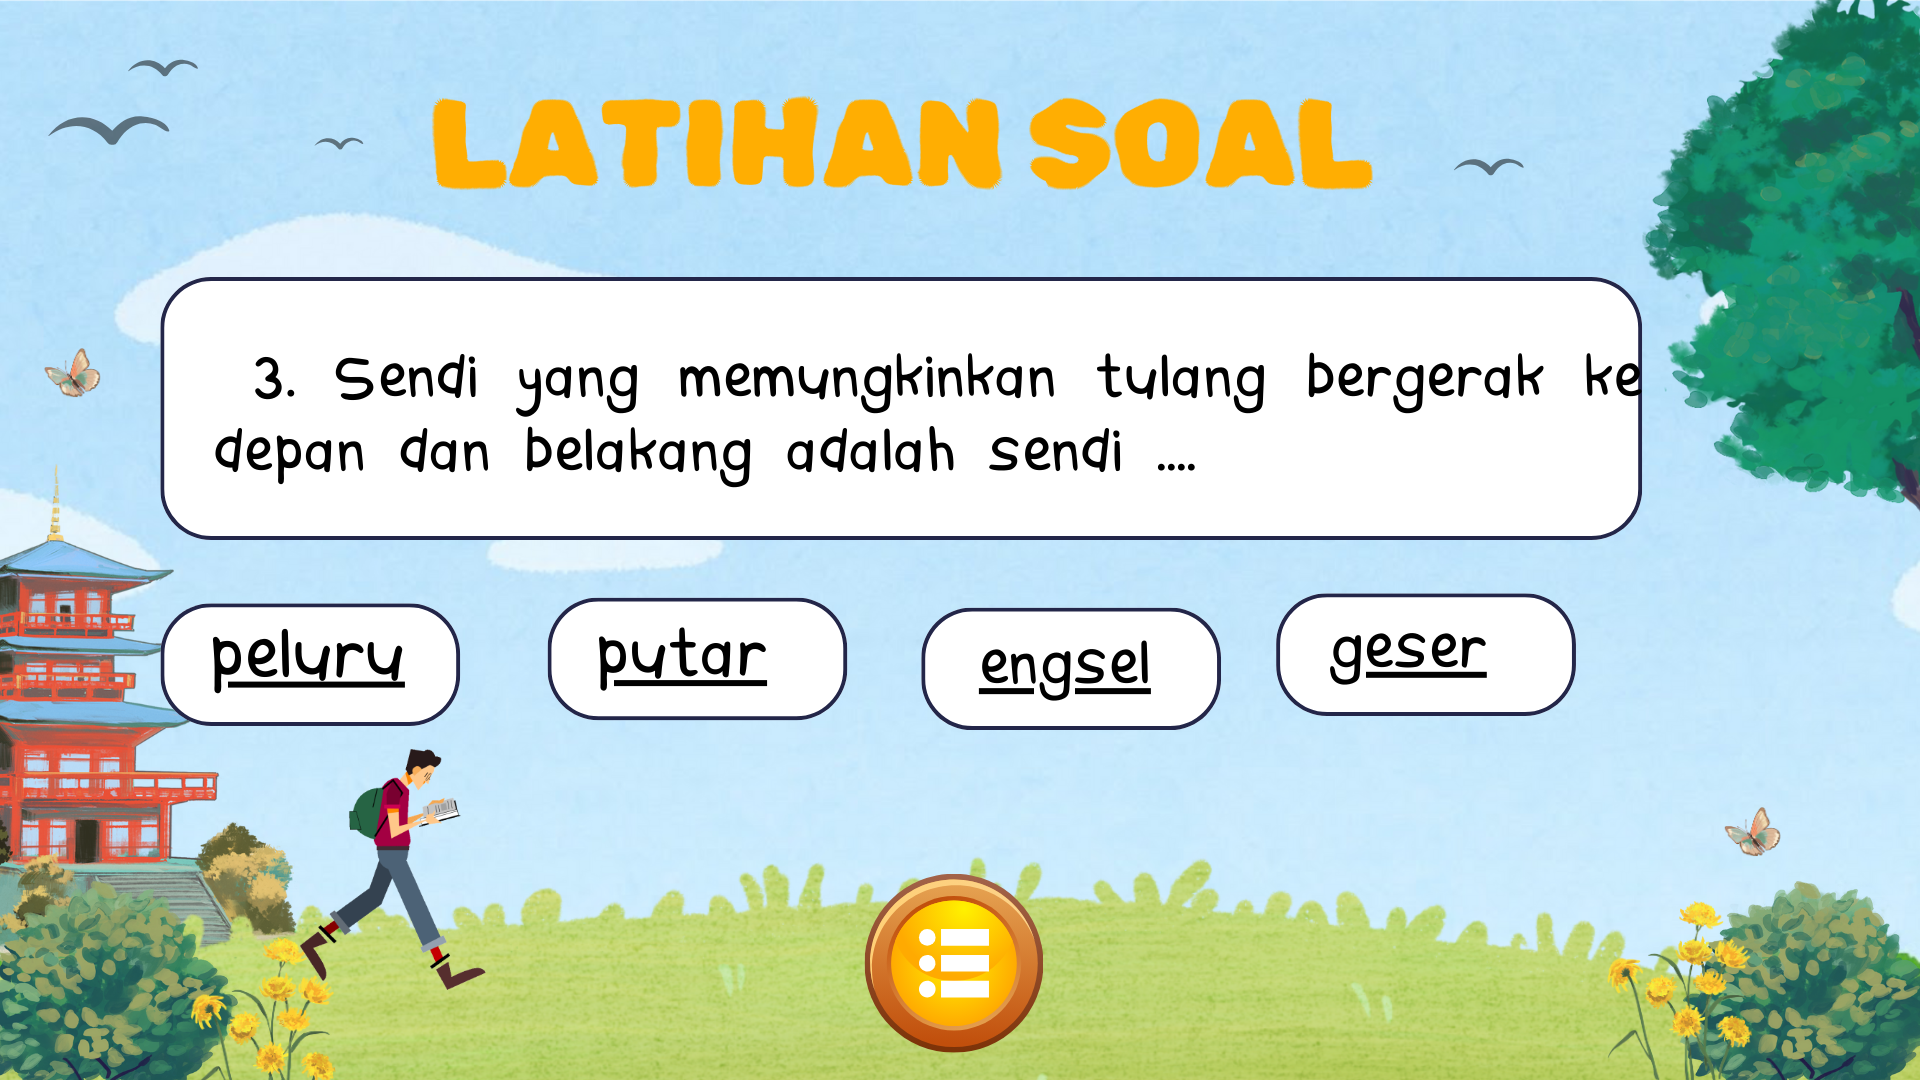 LATIHAN SOAL
3. Sendi yang memungkinkan tulang bergerak ke
depan dan belakang adalah sendi ....
peluru
putar
engsel
geser